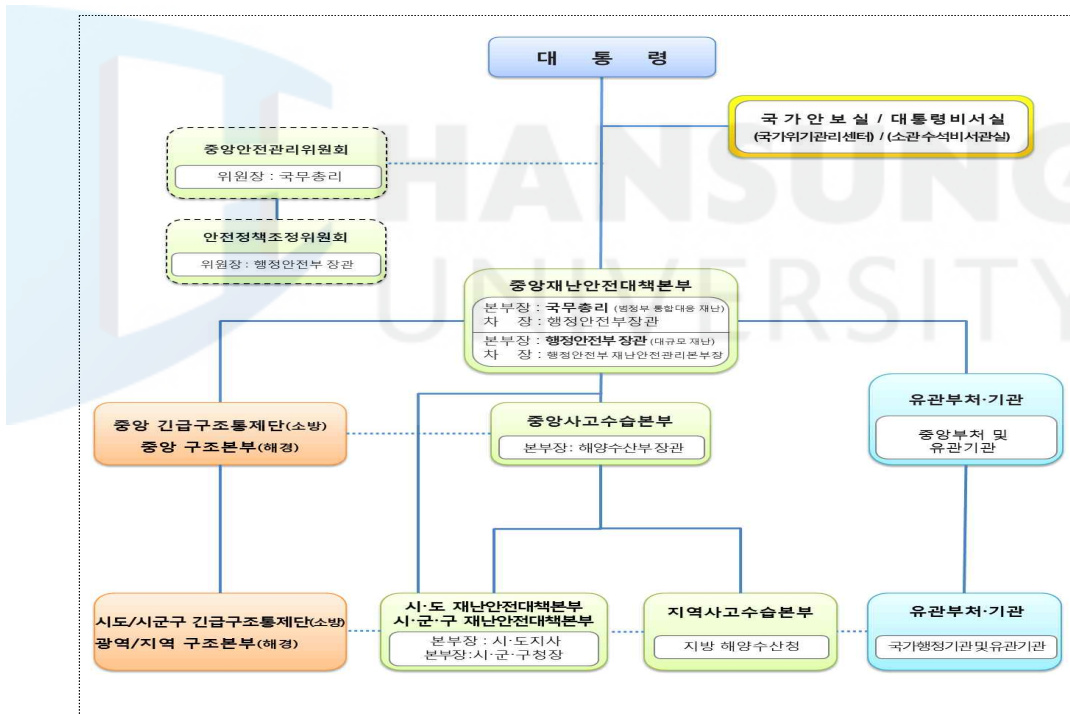 대 통 령
국가안보실 / 대통령비서실
(국가위기관리센터) / (소관수석비서관실)
중앙안전관리위원회
위원장 : 국무총리
안전정책조정위원회
위원장 : 행정안전부 장관
중앙재난안전대책본부
본부장 : 국무총리 (범정부 통합대응 재난)
차 장 : 행정안전부장관
본부장 : 행정안전부 장관 (대규모 재난)
차 장 : 행정안전부 재난안전관리본부장
중앙 긴급구조통제단(소방)
중앙 구조본부(해경)
중앙사고수습본부
본부장 : 해양수산부 장관
유관부처·기관
중앙부처 및
유관기관
시도/시군구 긴급구조통제단(소방)
광역/지역 구조본부(해경)
시·도 재난안전대책본부
시·군·구 재난안전대책본부
본부장 : 시·도지사
본부장:시·군·구청장
지역사고수습본부
지방 해양수산청
유관부처·기관
국가행정기관및유관기관
HANSUNG
UNIVERSITY